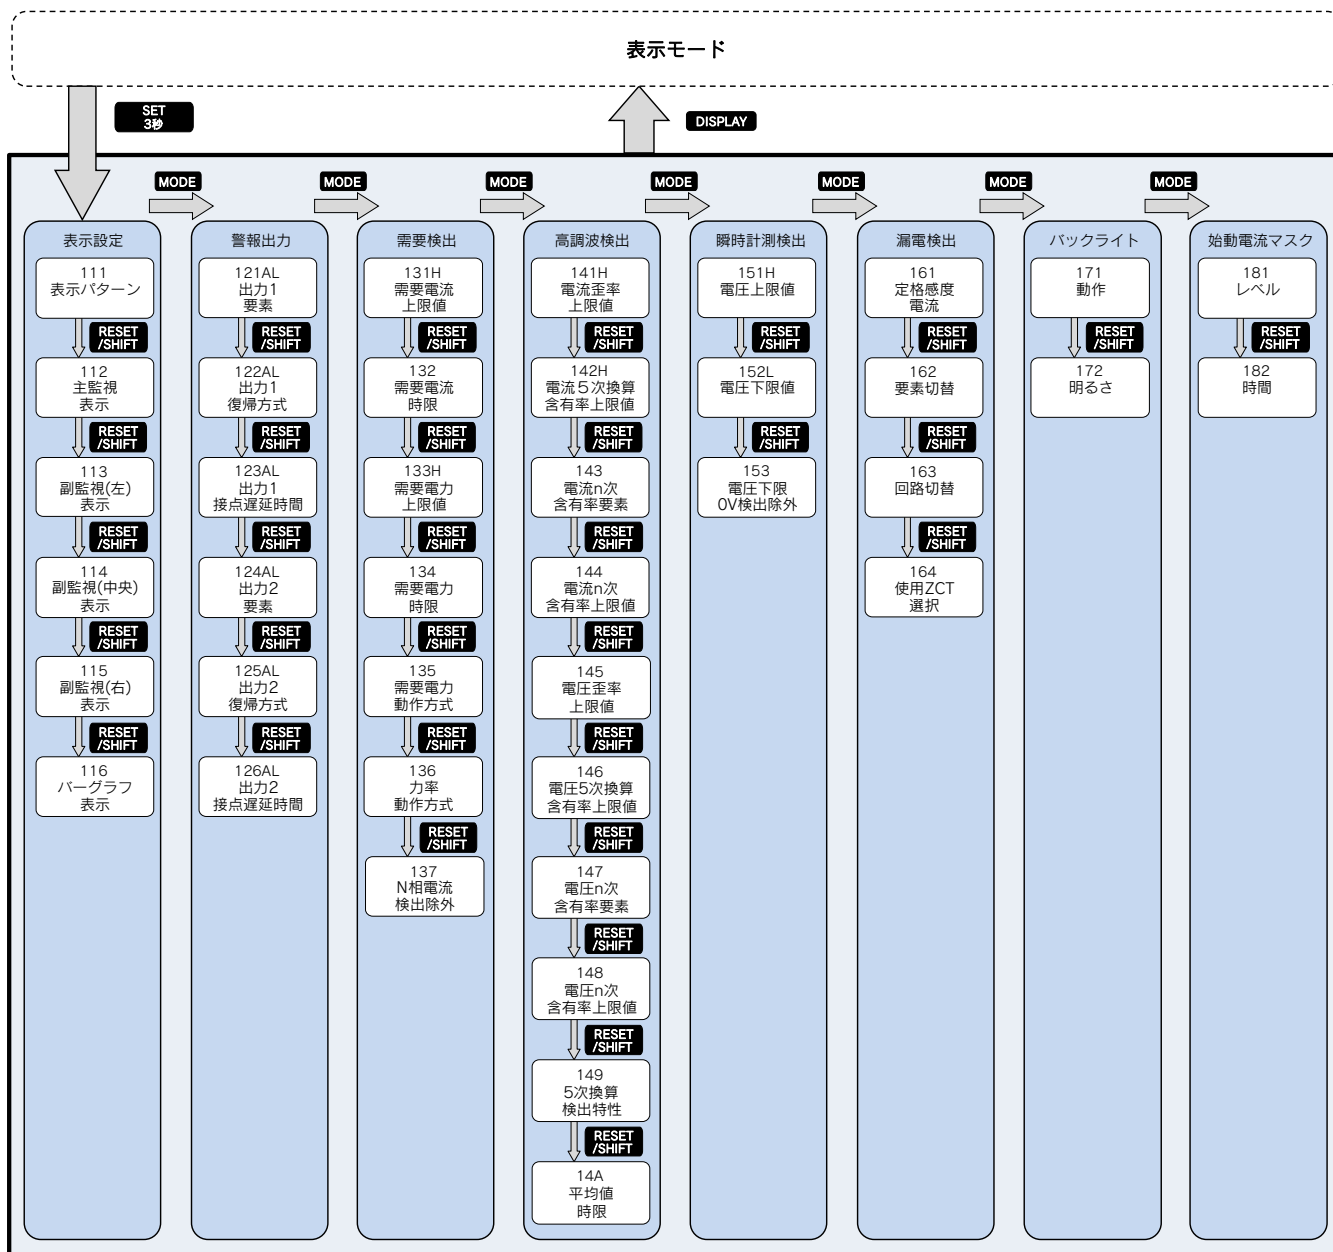 表示モード
SET
3秒
DISPLAY
MODE
MODE
MODE
MODE
MODE
MODE
MODE
表示設定
111
表示パターン
RESET
/SHIFT
112
主監視
表示
RESET
/SHIFT
113
副監視(左)
表示
RESET
/SHIFT
114
副監視(中央)
表示
RESET
/SHIFT
115
副監視(右)
表示
RESET
/SHIFT
116
バーグラフ
表示
警報出力
121AL
出力1
要素
RESET
/SHIFT
122AL
出力1
復帰方式
RESET
/SHIFT
123AL
出力1
接点遅延時間
RESET
/SHIFT
124AL
出力2
要素
RESET
/SHIFT
125AL
出力2
復帰方式
RESET
/SHIFT
126AL
出力2
接点遅延時間
需要検出
131H
需要電流
上限値
RESET
/SHIFT
132
需要電流
時限
RESET
/SHIFT
133H
需要電力
上限値
RESET
/SHIFT
134
需要電力
時限
RESET
/SHIFT
135
需要電力
動作方式
RESET
/SHIFT
136
力率
動作方式
RESET
/SHIFT
137
N相電流
検出除外
高調波検出
141H
電流歪率
上限値
RESET
/SHIFT
142H
電流５次換算
含有率上限値
RESET
/SHIFT
143
電流n次
含有率要素
RESET
/SHIFT
144
電流n次
含有率上限値
RESET
/SHIFT
145
電圧歪率
上限値
RESET
/SHIFT
146
電圧5次換算
含有率上限値
RESET
/SHIFT
147
電圧n次
含有率要素
RESET
/SHIFT
148
電圧n次
含有率上限値
RESET
/SHIFT
149
5次換算
検出特性
RESET
/SHIFT
14A
平均値
時限
瞬時計測検出
151H
電圧上限値
RESET
/SHIFT
152L
電圧下限値
RESET
/SHIFT
153
電圧下限
0V検出除外
漏電検出
161
定格感度
電流
RESET
/SHIFT
162
要素切替
RESET
/SHIFT
163
回路切替
RESET
/SHIFT
164
使用ZCT
選択
バックライト
171
動作
RESET
/SHIFT
172
明るさ
始動電流マスク
181
レベル
RESET
/SHIFT
182
時間